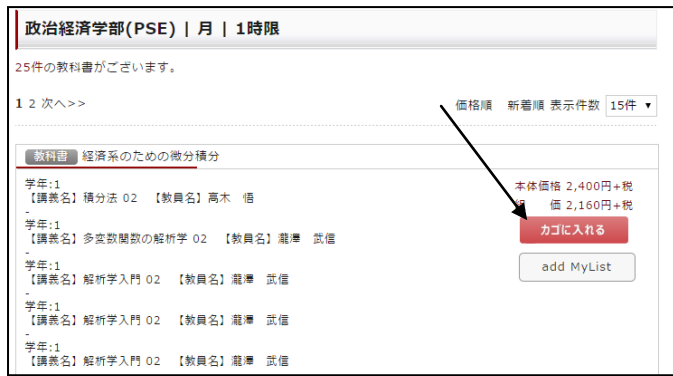 政治経済学部(PSE) | 月 | 1時限
25件の教科書がございます。
1 2 次へ>>
価格順 新着順 表示件数 15件 ▼
教科書 経済系のための微分積分
学年:1
【講義名】積分法 02 【教員名】高木 悟
-
学年:1
【講義名】多変数関数の解析学 02 【教員名】瀧澤 武信
-
学年:1
【講義名】解析学入門 02 【教員名】瀧澤 武信
-
学年:1
【講義名】解析学入門 02 【教員名】瀧澤 武信
-
学年:1
【講義名】解析学入門 02 【教員名】瀧澤 武信
本体価格 2,400円+税
価 2,160円+税
カゴに入れる
add MyList